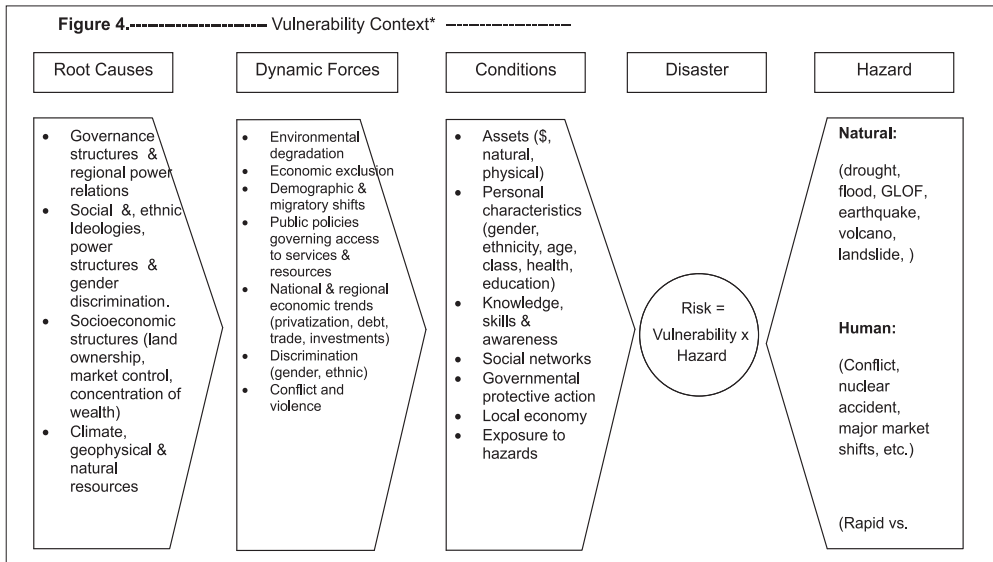 Figure 4.--------------------------- Vulnerability Context* ------------------------
Root Causes
Dynamic Forces
Conditions
Disaster
Hazard
• Governance
structures &
regional power
relations
• Social &, ethnic
Ideologies,
power
structures &
gender
discrimination.
• Socioeconomic
structures (land
ownership,
market control,
concentration of
wealth)
• Climate,
geophysical &
natural
resources
• Environmental
degradation
• Economic exclusion
• Demographic &
migratory shifts
• Public policies
governing access
to services &
resources
• National & regional
economic trends
(privatization, debt,
trade, investments)
• Discrimination
(gender, ethnic)
• Conflict and
violence
• Assets ($,
natural,
physical)
• Personal
characteristics
(gender,
ethnicity, age,
class, health,
education)
• Knowledge,
skills &
awareness
• Social networks
• Governmental
protective action
• Local economy
• Exposure to
hazards
Risk =
Vulnerability x
Hazard
Natural:
(drought,
flood, GLOF,
earthquake,
volcano,
landslide, )
Human:
(Conflict,
nuclear
accident,
major market
shifts, etc.)
(Rapid vs.